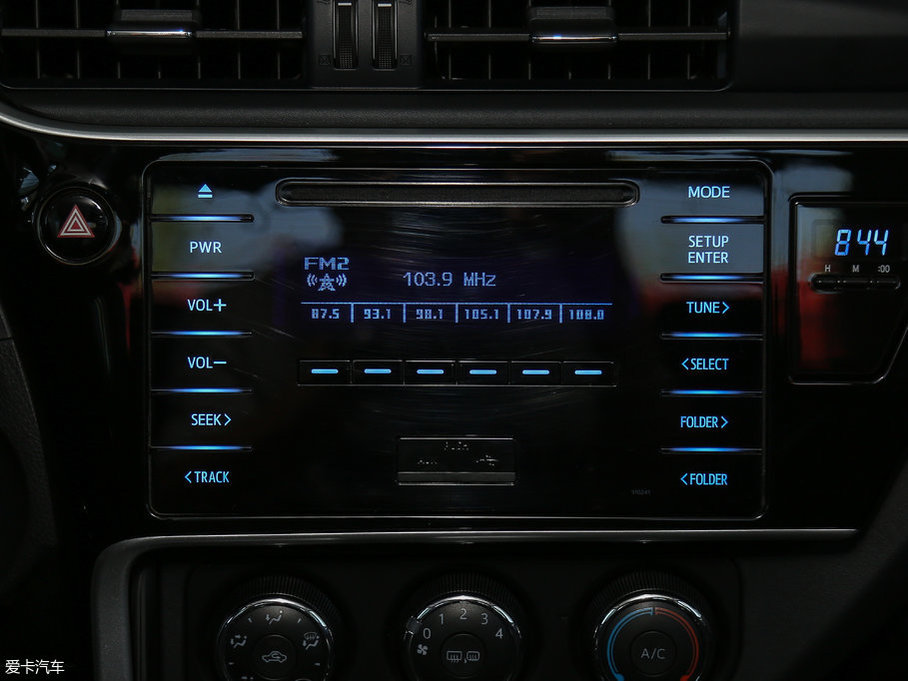 MODE
PWR
SETUP
ENTER
VOL+
TUNE>
VOL−
<SELECT
SEEK>
FOLDER>
<TRACK
<FOLDER
FM2
103.9 MHz
87.5 93.1 98.1 105.1 107.9 108.0
PUSH
AUX
8:44
H M :00
0 1 2 3 4
A/C
爱卡汽车